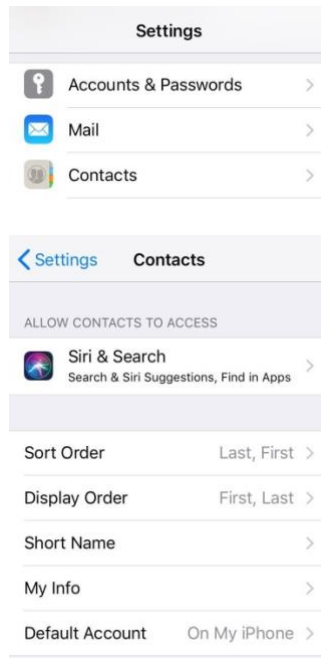 Settings
Accounts & Passwords
Mail
Contacts
Settings Contacts
ALLOW CONTACTS TO ACCESS
Siri & Search
Search & Siri Suggestions, Find in Apps
Sort Order Last, First
Display Order First, Last
Short Name
My Info
Default Account On My iPhone